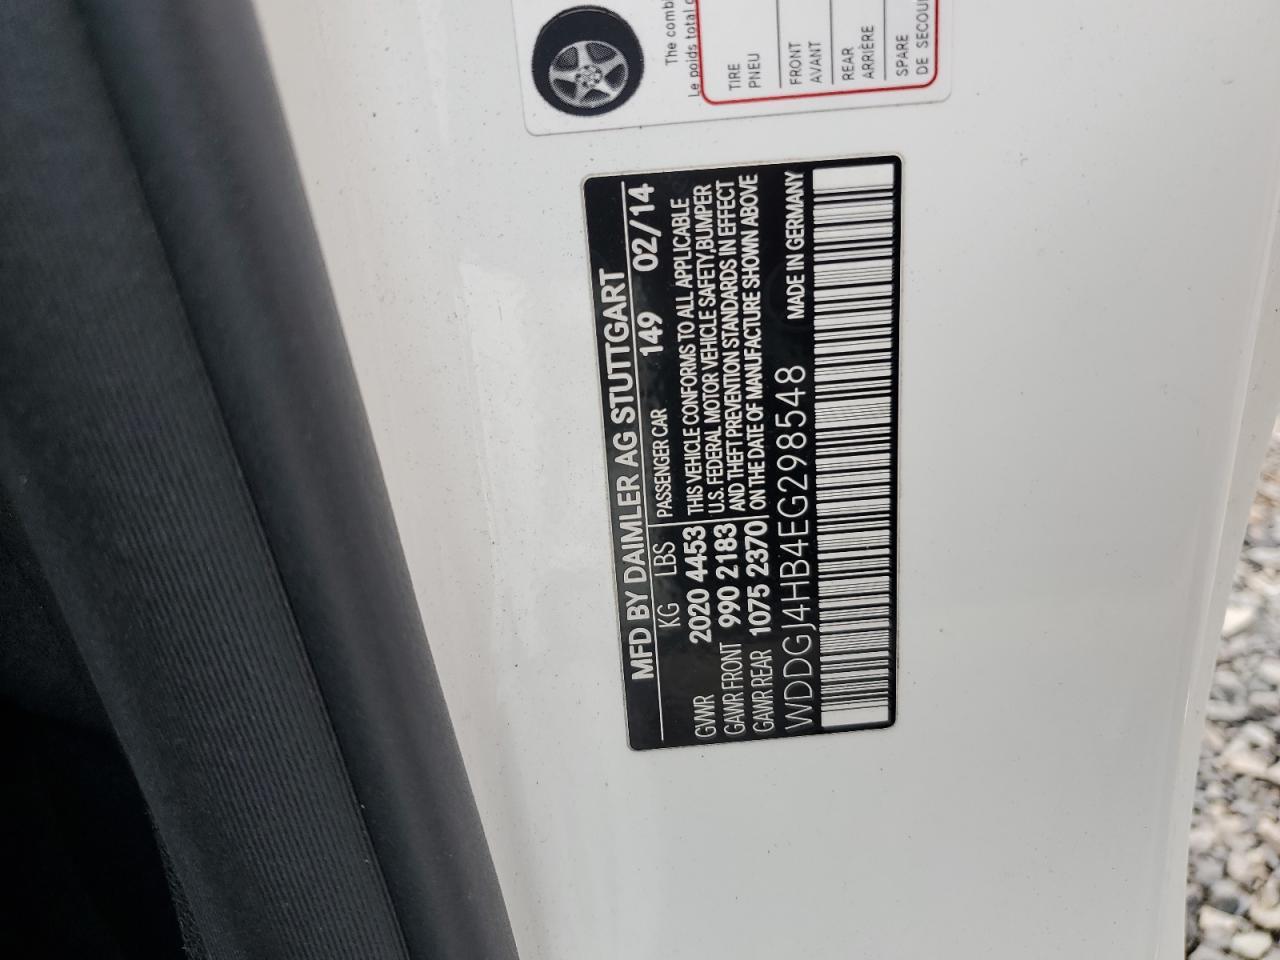 The comb
Le poids total c
TIRE
PNEU
FRONT
AVANT
REAR
ARRIÈRE
SPARE
DE SECOU
MFD BY DAIMLER AG STUTTGART
KG LBS PASSENGER CAR 149 02/14
GVWR 2020 4453 THIS VEHICLE CONFORMS TO ALL APPLICABLE
U.S. FEDERAL MOTOR VEHICLE SAFETY,BUMPER
GAWR FRONT 990 2183 AND THEFT PREVENTION STANDARDS IN EFFECT
GAWR REAR 1075 2370 ON THE DATE OF MANUFACTURE SHOWN ABOVE
WDDGJ4HB4EG298548 MADE IN GERMANY